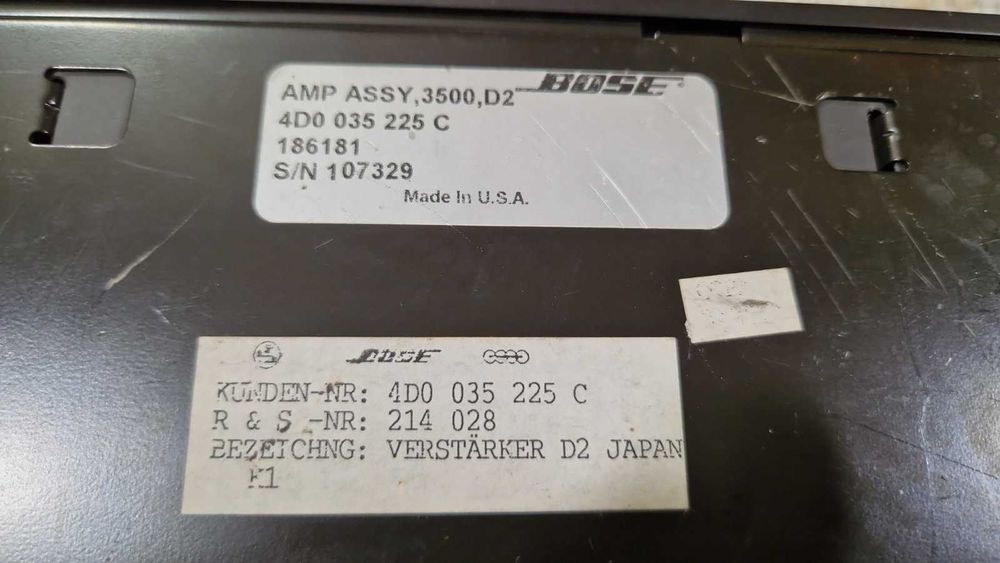 BOSE
AMP ASSY,3500,D2
4D0 035 225 C
186181
S/N 107329
Made In U.S.A.
BOSE
KUNDEN-NR: 4D0 035 225 C
R & S -NR: 214 028
BEZEICHNG: VERSTÄRKER D2 JAPAN